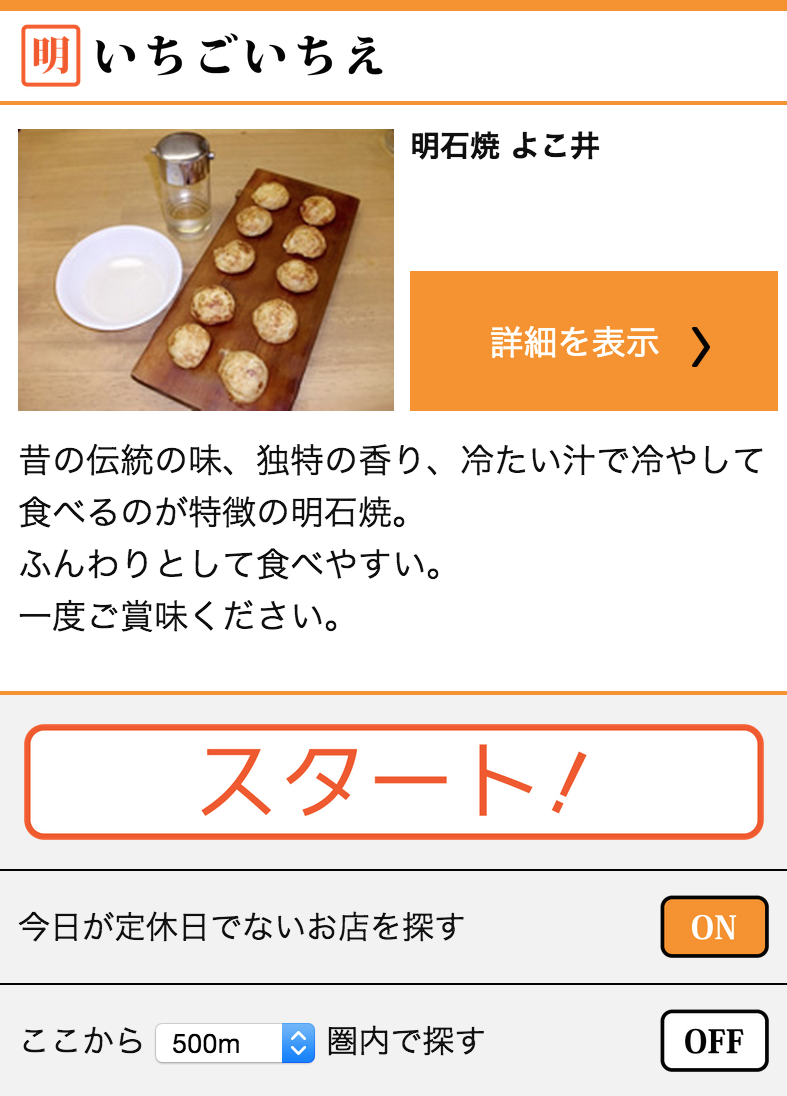 明 いちごいちえ
明石焼 よこ井
詳細を表示
昔の伝統の味、独特の香り、冷たい汁で冷やして
食べるのが特徴の明石焼。
ふんわりとして食べやすい。
一度ご賞味ください。
スタート!
今日が定休日でないお店を探す ON
ここから 500m 圏内で探す OFF